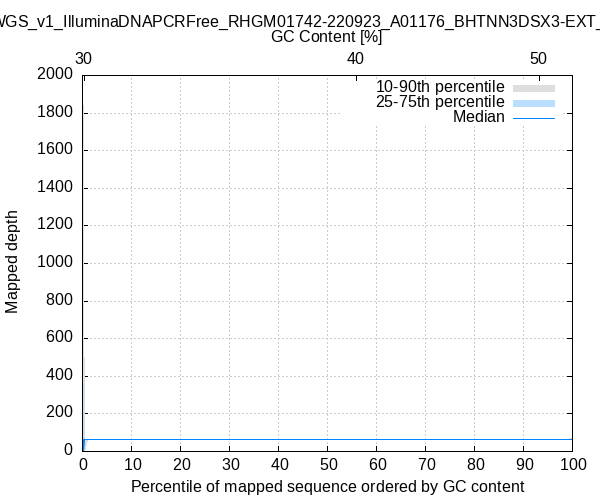 WGS_v1_IlluminaDNAPCRFree_RHGM01742-220923_A01176_BHTNN3DSX3-EXT_
GC Content [%]
30 40 50
2000
1800
1600
1400
1200
1000
800
600
400
200
0
10-90th percentile
25-75th percentile
Median
Mapped depth
0 10 20 30 40 50 60 70 80 90 100
Percentile of mapped sequence ordered by GC content